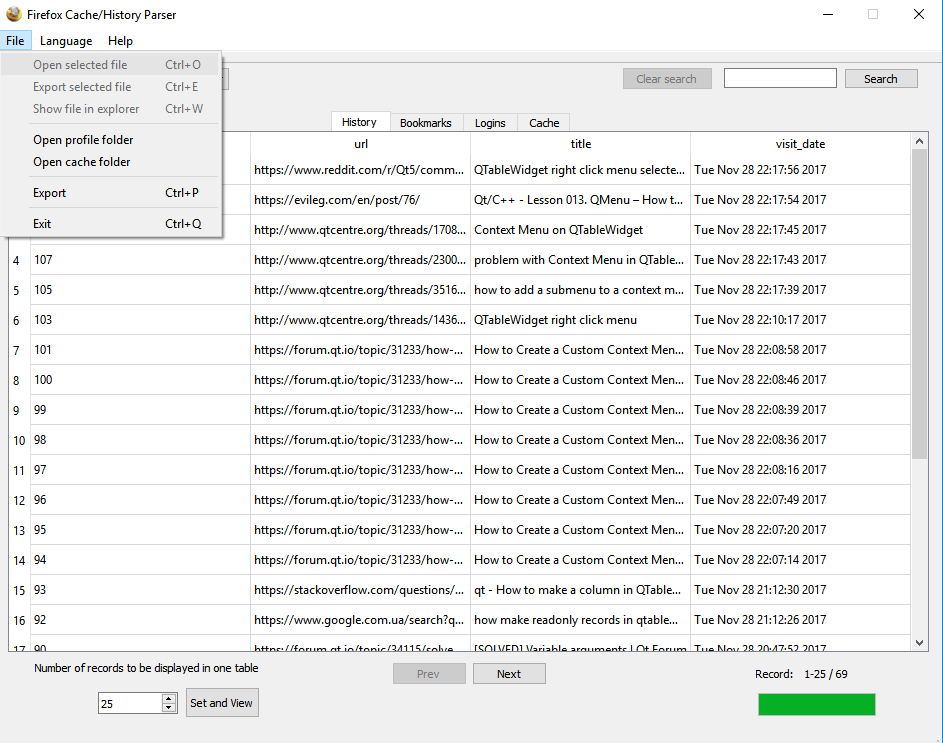 Firefox Cache/History Parser
File Language Help
Open selected file Ctrl+O
Export selected file Ctrl+E
Show file in explorer Ctrl+W
Open profile folder
Open cache folder
Export Ctrl+P
Exit Ctrl+Q
Clear search Search
History Bookmarks Logins Cache
url title visit_date
https://www.reddit.com/r/Qt5/comm... QTableWidget right click menu selecte... Tue Nov 28 22:17:56 2017
https://evileg.com/en/post/76/ Qt/C++ - Lesson 013. QMenu – How t... Tue Nov 28 22:17:54 2017
http://www.qtcentre.org/threads/1708... Context Menu on QTableWidget Tue Nov 28 22:17:45 2017
4 107 http://www.qtcentre.org/threads/2300... problem with Context Menu in QTable... Tue Nov 28 22:17:43 2017
5 105 http://www.qtcentre.org/threads/3516... how to add a submenu to a context m... Tue Nov 28 22:17:39 2017
6 103 http://www.qtcentre.org/threads/1436... QTableWidget right click menu Tue Nov 28 22:10:17 2017
7 101 https://forum.qt.io/topic/31233/how-... How to Create a Custom Context Men... Tue Nov 28 22:08:58 2017
8 100 https://forum.qt.io/topic/31233/how-... How to Create a Custom Context Men... Tue Nov 28 22:08:46 2017
9 99 https://forum.qt.io/topic/31233/how-... How to Create a Custom Context Men... Tue Nov 28 22:08:39 2017
10 98 https://forum.qt.io/topic/31233/how-... How to Create a Custom Context Men... Tue Nov 28 22:08:36 2017
11 97 https://forum.qt.io/topic/31233/how-... How to Create a Custom Context Men... Tue Nov 28 22:08:16 2017
12 96 https://forum.qt.io/topic/31233/how-... How to Create a Custom Context Men... Tue Nov 28 22:07:49 2017
13 95 https://forum.qt.io/topic/31233/how-... How to Create a Custom Context Men... Tue Nov 28 22:07:20 2017
14 94 https://forum.qt.io/topic/31233/how-... How to Create a Custom Context Men... Tue Nov 28 22:07:14 2017
15 93 https://stackoverflow.com/questions/... qt - How to make a column in QTable... Tue Nov 28 21:12:30 2017
16 92 https://www.google.com.ua/search?q... how make readonly records in qtable... Tue Nov 28 21:12:26 2017
17 90 https://forum.qt.io/topic/34115/solve... [SOLVED] Variable arguments | Qt Forum Tue Nov 28 20:47:52 2017
Number of records to be displayed in one table
Prev Next
Record: 1-25 / 69
25 Set and View